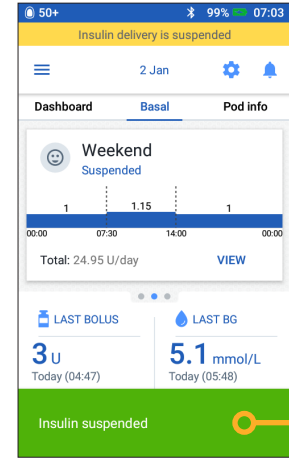 50+ 99% 07:03
Insulin delivery is suspended
2 Jan
Dashboard Basal Pod info
Weekend
Suspended
1 1.15 1
00:00 07:30 14:00 00:00
Total: 24.95 U/day VIEW
LAST BOLUS LAST BG
3 U 5.1 mmol/L
Today (04:47) Today (05:48)
Insulin suspended